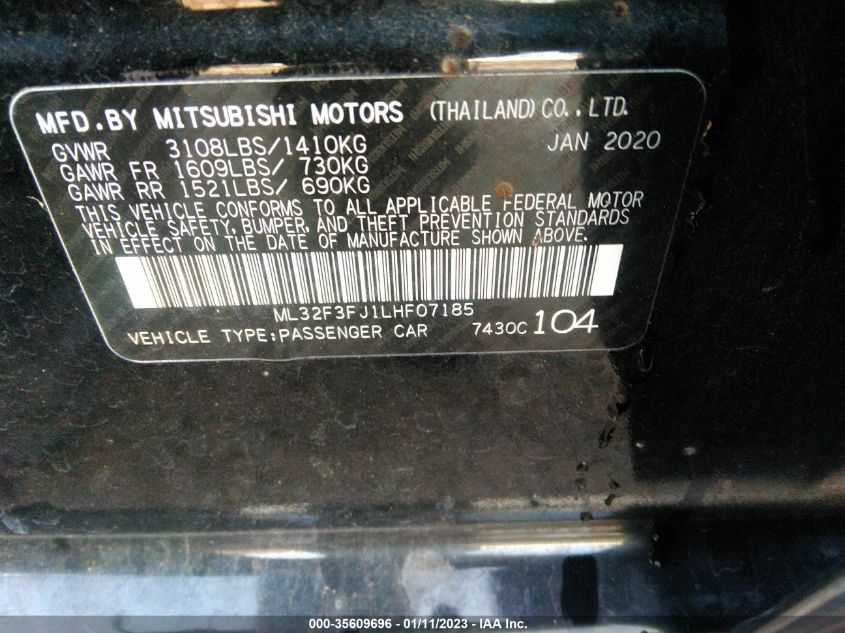 MFD.BY MITSUBISHI MOTORS (THAILAND) CO., LTD.
GVWR 3108LBS/1410KG JAN 2020
GAWR FR 1609LBS/ 730KG
GAWR RR 1521LBS/ 690KG
THIS VEHICLE CONFORMS TO ALL APPLICABLE FEDERAL MOTOR
VEHICLE SAFETY, BUMPER, AND THEFT PREVENTION STANDARDS
IN EFFECT ON THE DATE OF MANUFACTURE SHOWN ABOVE.
ML32F3FJ1LHF07185
VEHICLE TYPE:PASSENGER CAR 7430C 104
000-35609696 - 01/11/2023 - IAA Inc.